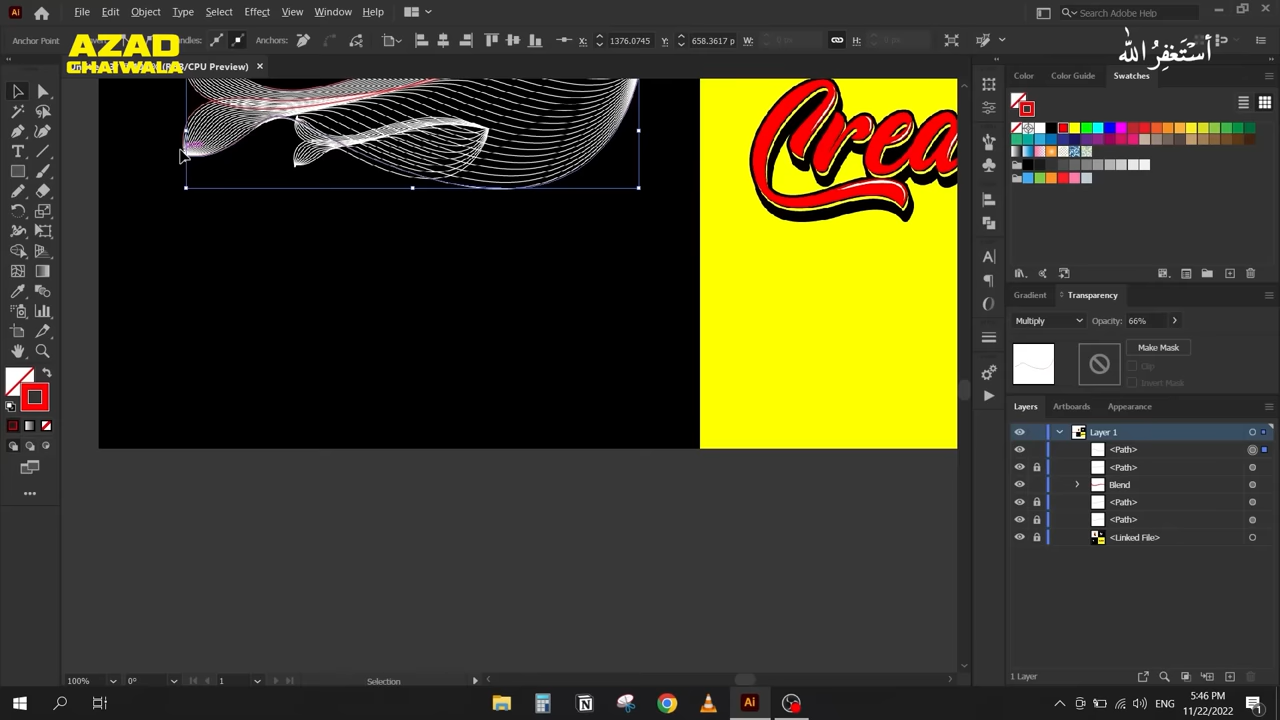 File Edit Object Type Select Effect View Window Help
Search Adobe Help
Anchor Point
Anchors:
X: 1376.0745 Y: 658.3617 p W: H:
AZAD
CHAIWALA
أستغفر الله
(RGB/CPU Preview) ×
Color Color Guide Swatches
Crea
Gradient Transparency
Multiply Opacity: 66%
Make Mask
Clip
Invert Mask
Layers Artboards Appearance
Layer 1
<Path>
<Path>
Blend
<Path>
<Path>
<Linked File>
100% 0° 1 Selection
1 Layer
ENG 5:46 PM
11/22/2022